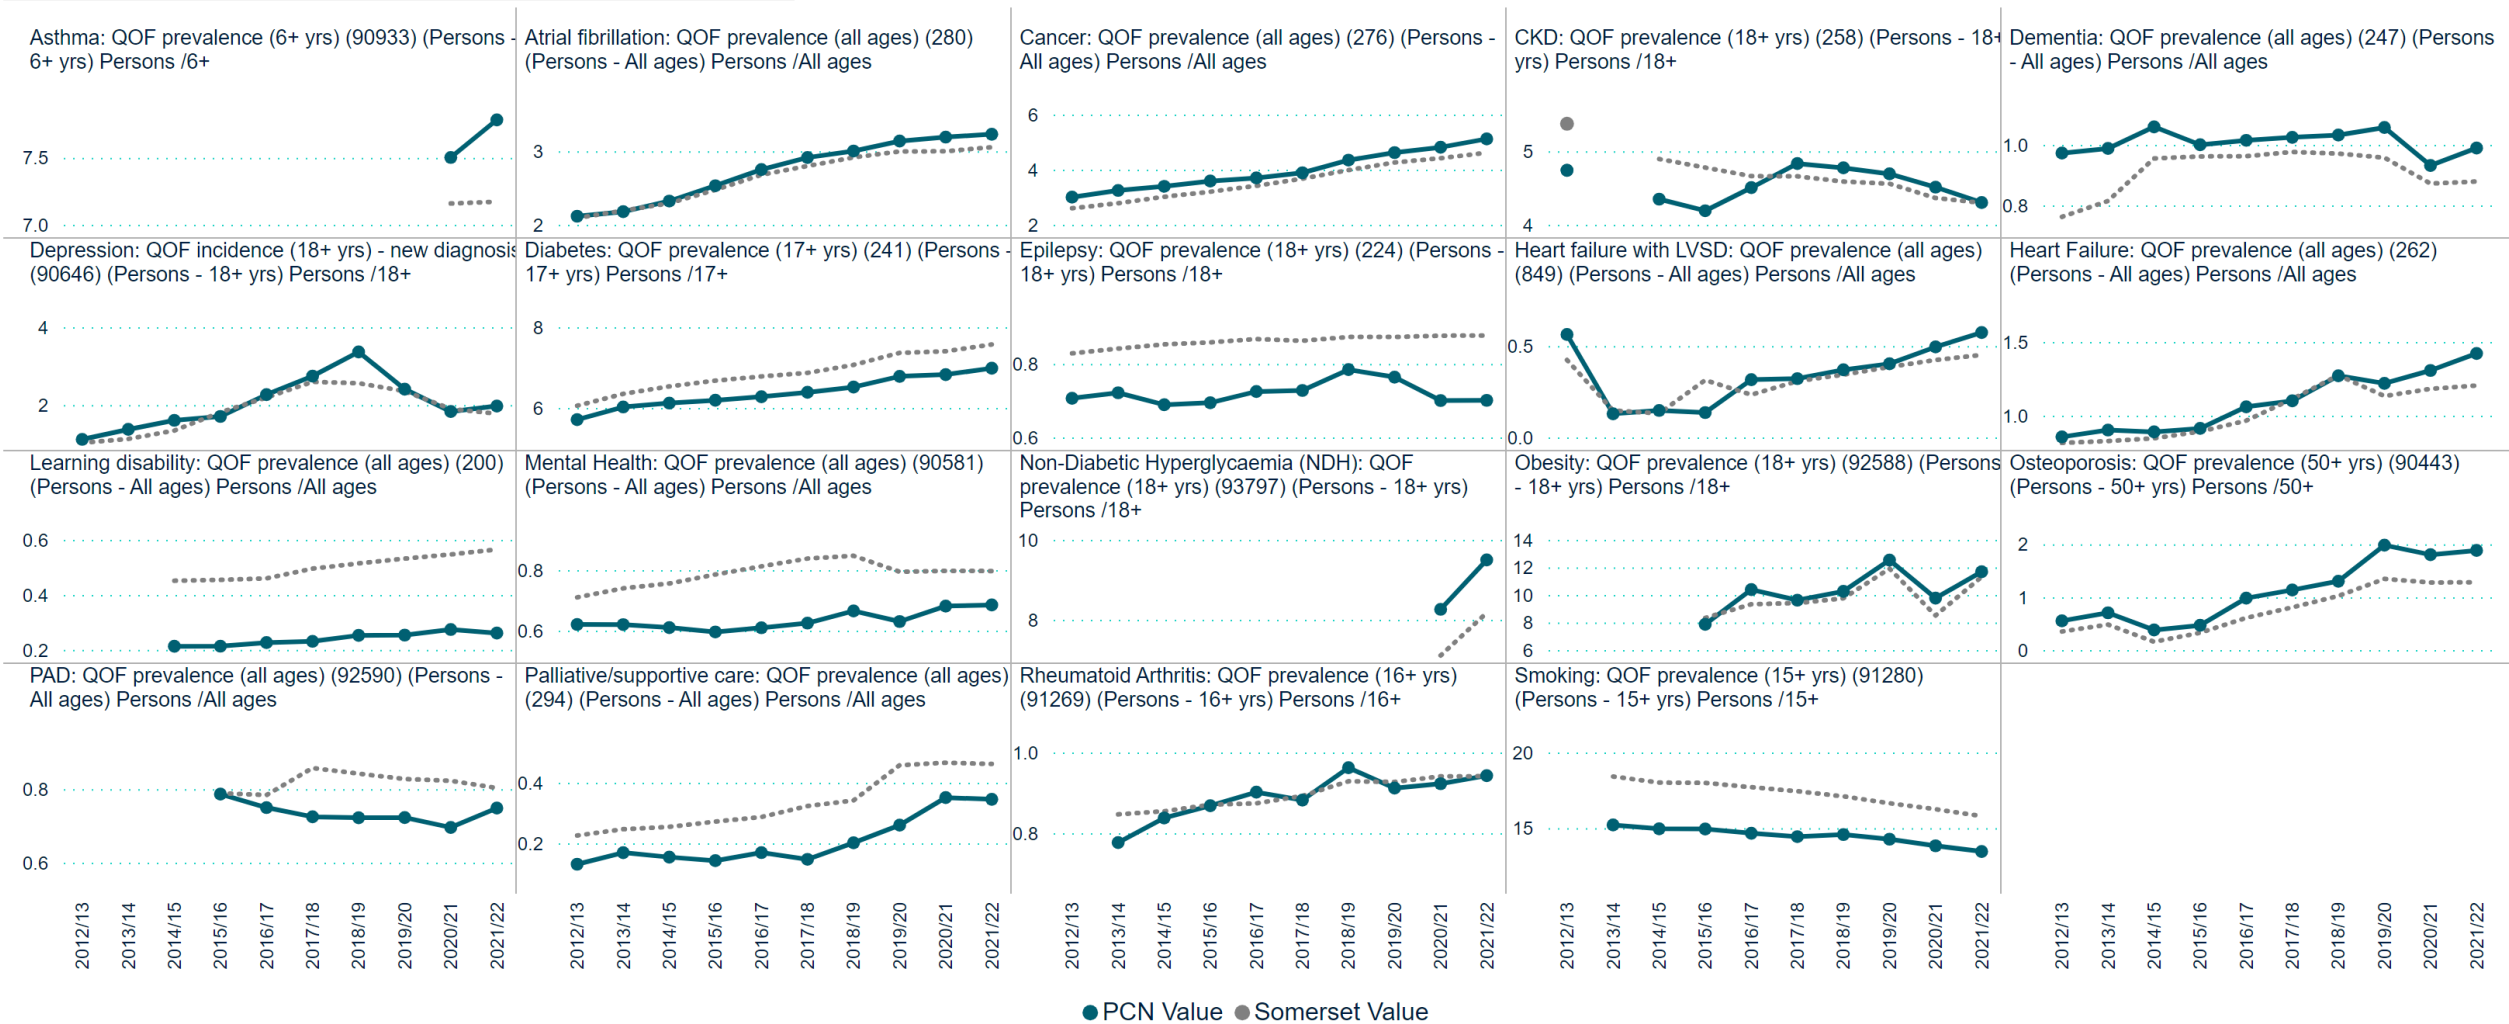 Asthma: QOF prevalence (6+ yrs) (90933) (Persons -
6+ yrs) Persons /6+
7.5
7.0
Atrial fibrillation: QOF prevalence (all ages) (280)
(Persons - All ages) Persons /All ages
3
2
Cancer: QOF prevalence (all ages) (276) (Persons -
All ages) Persons /All ages
6
4
2
CKD: QOF prevalence (18+ yrs) (258) (Persons - 18+
yrs) Persons /18+
5
4
Dementia: QOF prevalence (all ages) (247) (Persons
- All ages) Persons /All ages
1.0
0.8
Depression: QOF incidence (18+ yrs) - new diagnosis
(90646) (Persons - 18+ yrs) Persons /18+
4
2
Diabetes: QOF prevalence (17+ yrs) (241) (Persons -
17+ yrs) Persons /17+
8
6
Epilepsy: QOF prevalence (18+ yrs) (224) (Persons -
18+ yrs) Persons /18+
0.8
0.6
Heart failure with LVSD: QOF prevalence (all ages)
(849) (Persons - All ages) Persons /All ages
0.5
0.0
Heart Failure: QOF prevalence (all ages) (262)
(Persons - All ages) Persons /All ages
1.5
1.0
Learning disability: QOF prevalence (all ages) (200)
(Persons - All ages) Persons /All ages
0.6
0.4
0.2
Mental Health: QOF prevalence (all ages) (90581)
(Persons - All ages) Persons /All ages
0.8
0.6
Non-Diabetic Hyperglycaemia (NDH): QOF
prevalence (18+ yrs) (93797) (Persons - 18+ yrs)
Persons /18+
10
8
Obesity: QOF prevalence (18+ yrs) (92588) (Persons
- 18+ yrs) Persons /18+
14
12
10
8
6
Osteoporosis: QOF prevalence (50+ yrs) (90443)
(Persons - 50+ yrs) Persons /50+
2
1
0
PAD: QOF prevalence (all ages) (92590) (Persons -
All ages) Persons /All ages
0.8
0.6
Palliative/supportive care: QOF prevalence (all ages)
(294) (Persons - All ages) Persons /All ages
0.4
0.2
Rheumatoid Arthritis: QOF prevalence (16+ yrs)
(91269) (Persons - 16+ yrs) Persons /16+
1.0
0.8
Smoking: QOF prevalence (15+ yrs) (91280)
(Persons - 15+ yrs) Persons /15+
20
15
2012/13 2013/14 2014/15 2015/16 2016/17 2017/18 2018/19 2019/20 2020/21 2021/22
2012/13 2013/14 2014/15 2015/16 2016/17 2017/18 2018/19 2019/20 2020/21 2021/22
2012/13 2013/14 2014/15 2015/16 2016/17 2017/18 2018/19 2019/20 2020/21 2021/22
2012/13 2013/14 2014/15 2015/16 2016/17 2017/18 2018/19 2019/20 2020/21 2021/22
2012/13 2013/14 2014/15 2015/16 2016/17 2017/18 2018/19 2019/20 2020/21 2021/22
PCN Value Somerset Value